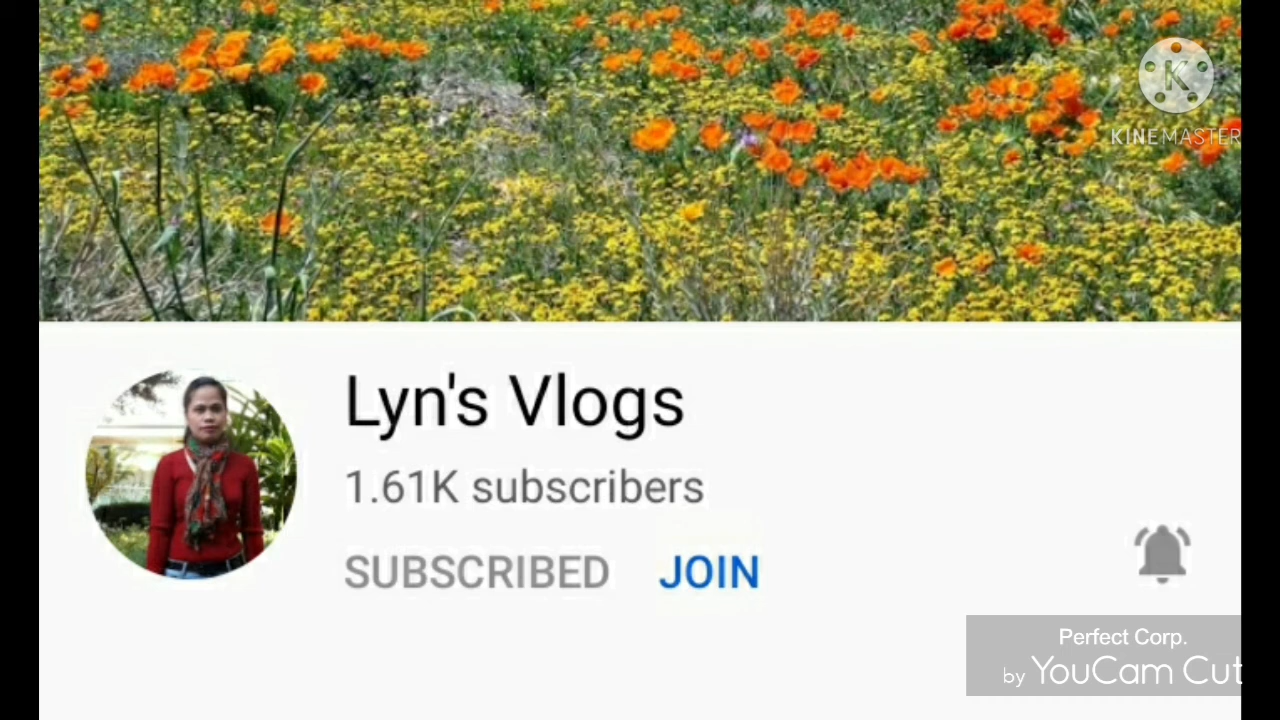 K
KINEMASTER
Lyn's Vlogs
1.61K subscribers
SUBSCRIBED JOIN
Perfect Corp.
by YouCam Cut